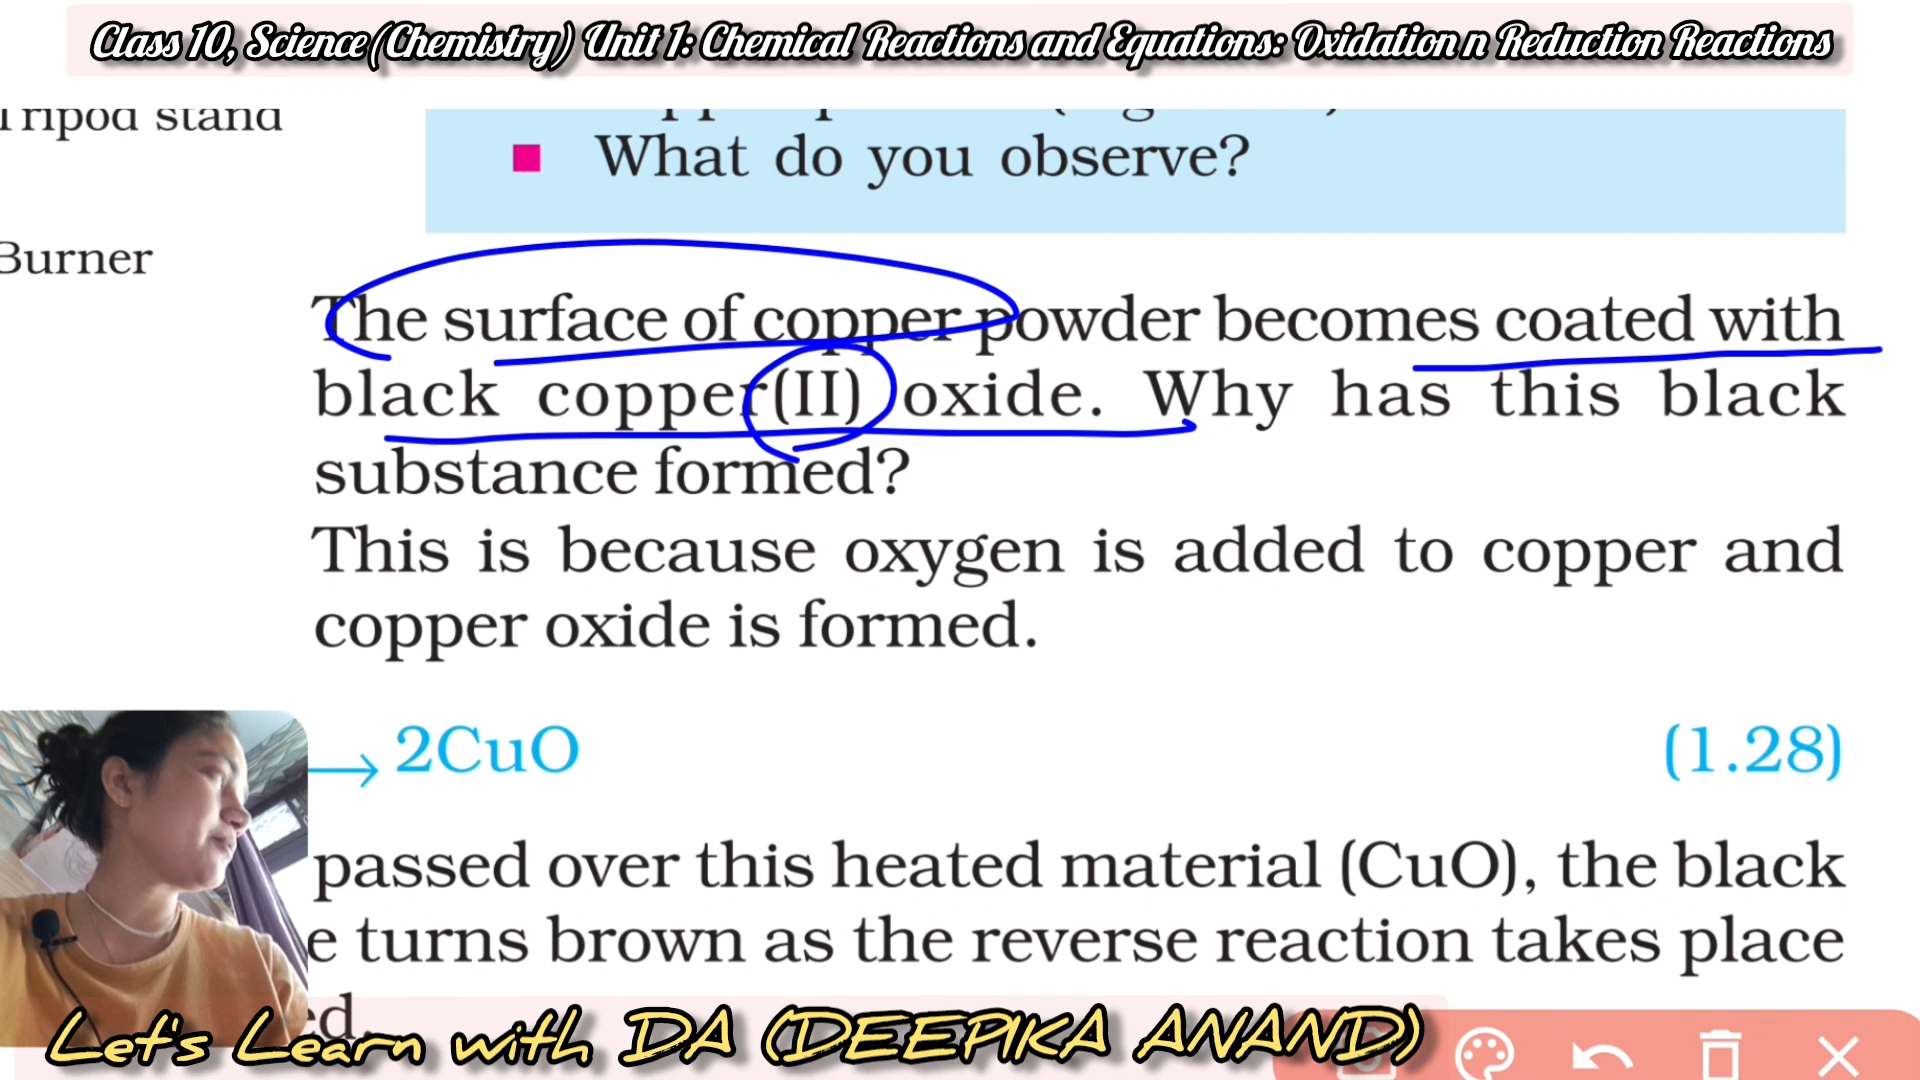 Class 10, Science(Chemistry) Unit 1: Chemical Reactions and Equations: Oxidation n Reduction Reactions
Tripod stand
What do you observe?
Burner
The surface of copper powder becomes coated with
black copper(II) oxide. Why has this black
substance formed?
This is because oxygen is added to copper and
copper oxide is formed.
→ 2CuO (1.28)
passed over this heated material (CuO), the black
e turns brown as the reverse reaction takes place
ed.
Let's Learn with DA (DEEPIKA ANAND)